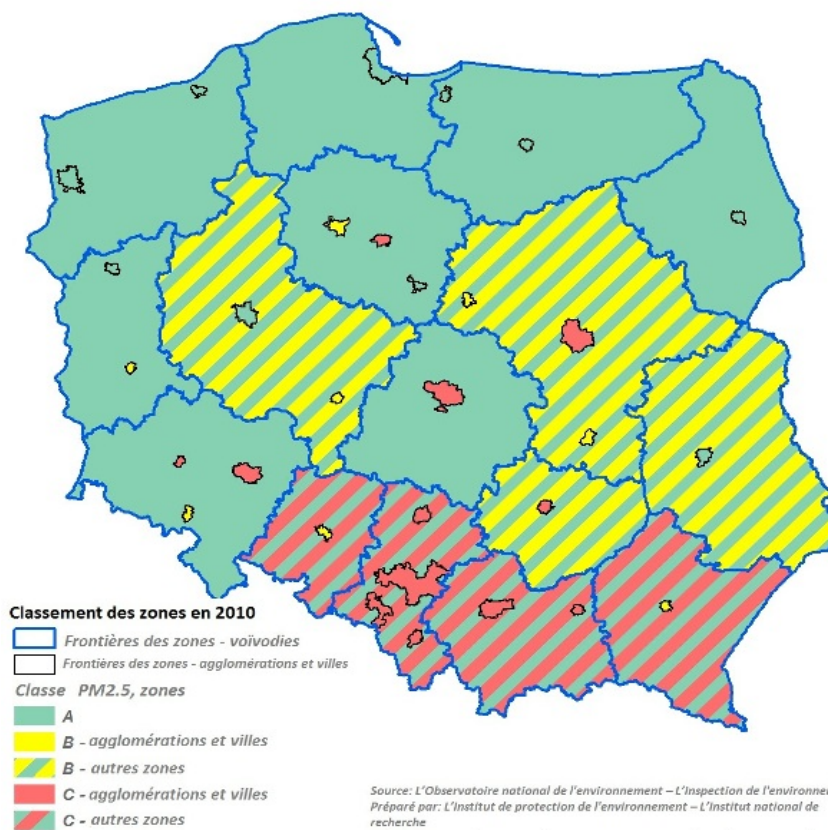 Classement des zones en 2010
Frontières des zones - voïvodies
Frontières des zones - agglomérations et villes
Classe PM2.5, zones
A
B - agglomérations et villes
B - autres zones
C - agglomérations et villes
C - autres zones
Source: L'Observatoire national de l'environnement – L'Inspection de l'environne
Préparé par: L'Institut de protection de l'environnement – L'Institut national de
recherche